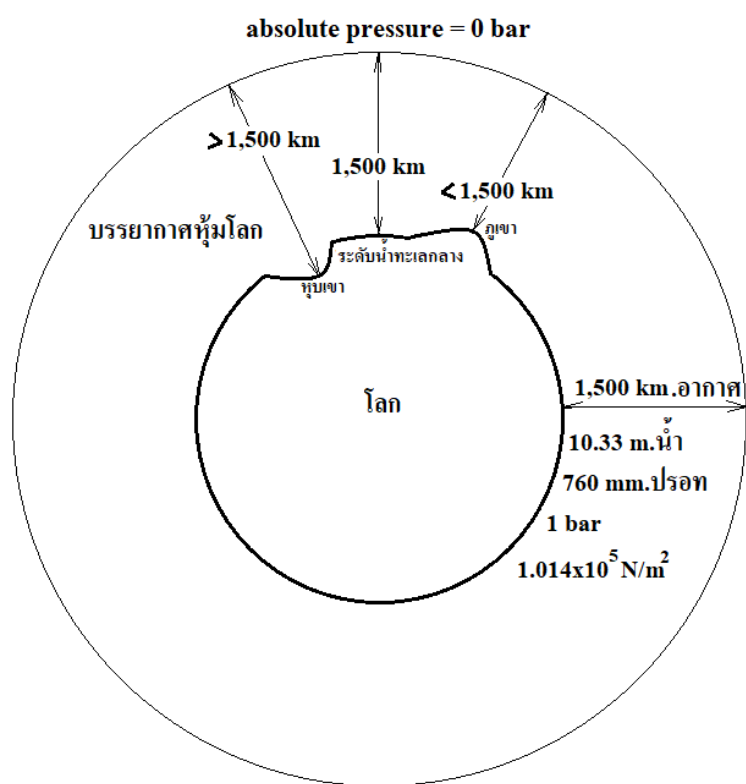 absolute pressure = 0 bar
>1,500 km
1,500 km
<1,500 km
บรรยากาศหุ้มโลก
ภูเขา
ระดับน้ำทะเลกลาง
หุบเขา
โลก
1,500 km.อากาศ
10.33 m.น้ำ
760 mm.ปรอท
1 bar
1.014x10⁵ N/m²